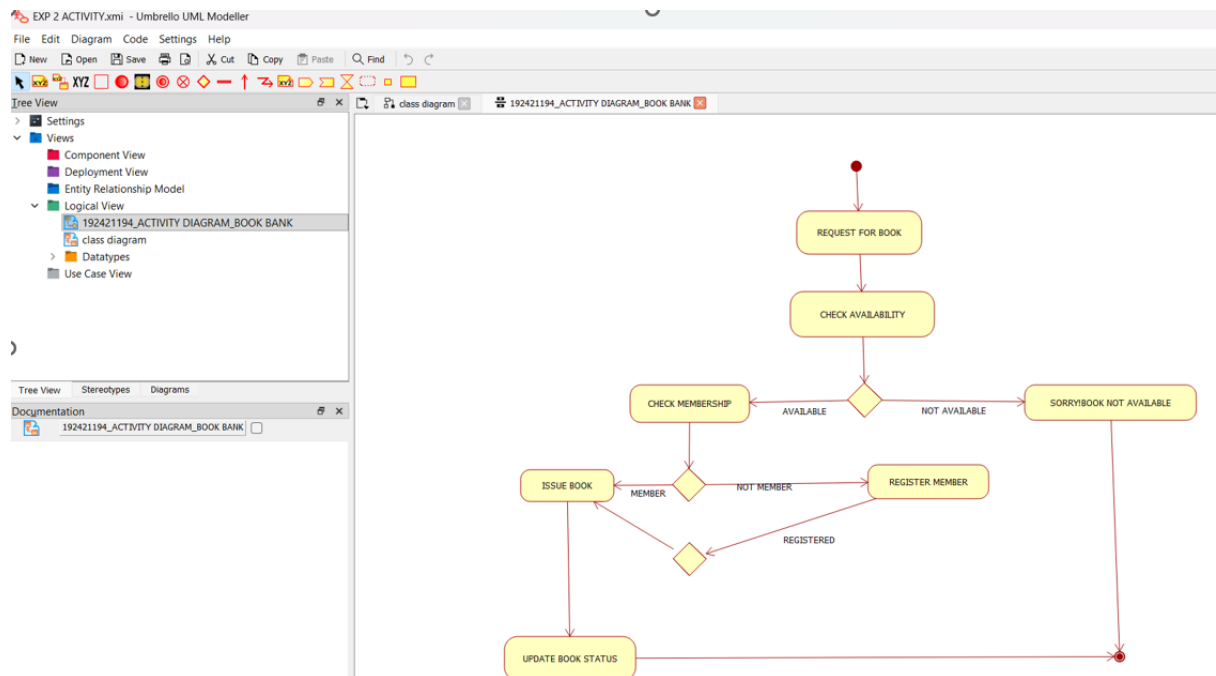 EXP 2 ACTIVITY.xmi - Umbrello UML Modeller
File Edit Diagram Code Settings Help
New Open Save Cut Copy Paste Find
XYZ XYZ XYZ XYZ
Tree View
class diagram
192421194_ACTIVITY DIAGRAM_BOOK BANK
Settings
Views
Component View
Deployment View
Entity Relationship Model
Logical View
192421194_ACTIVITY DIAGRAM_BOOK BANK
class diagram
Datatypes
Use Case View
Tree View Stereotypes Diagrams
Documentation
192421194_ACTIVITY DIAGRAM_BOOK BANK
REQUEST FOR BOOK
CHECK AVAILABILITY
CHECK MEMBERSHIP
AVAILABLE
NOT AVAILABLE
SORRY!BOOK NOT AVAILABLE
ISSUE BOOK
MEMBER
NOT MEMBER
REGISTER MEMBER
REGISTERED
UPDATE BOOK STATUS